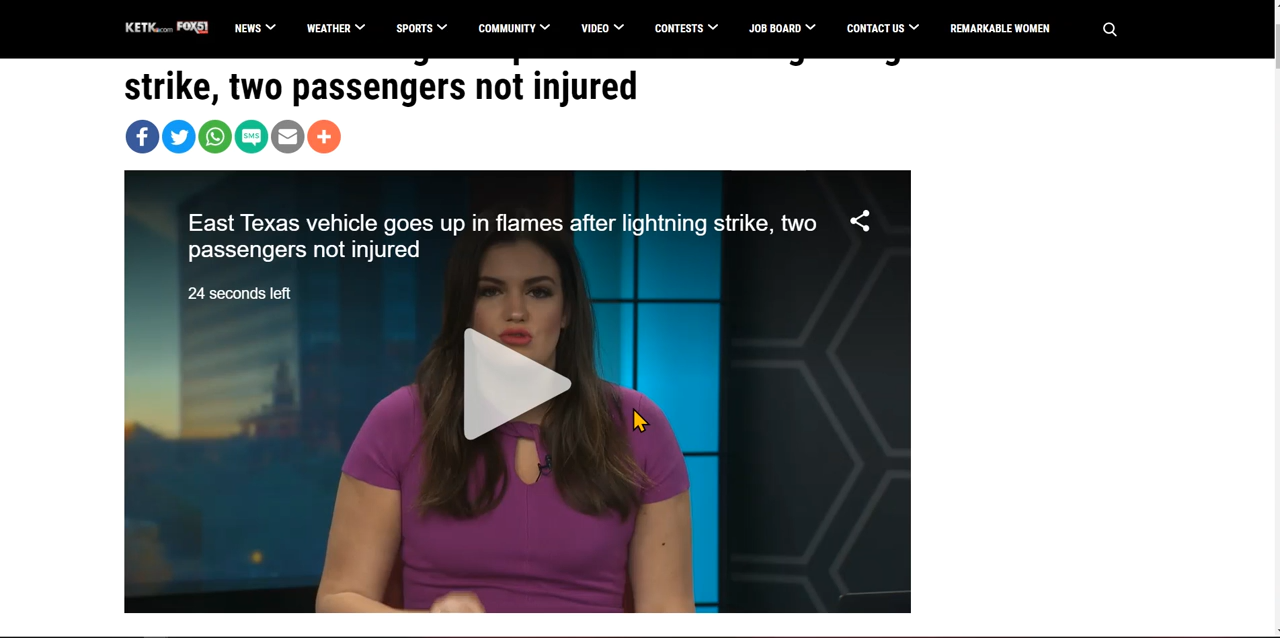 KETK.com FOX51 NEWS WEATHER SPORTS COMMUNITY VIDEO CONTESTS JOB BOARD CONTACT US REMARKABLE WOMEN
strike, two passengers not injured
SMS
East Texas vehicle goes up in flames after lightning strike, two
passengers not injured
24 seconds left